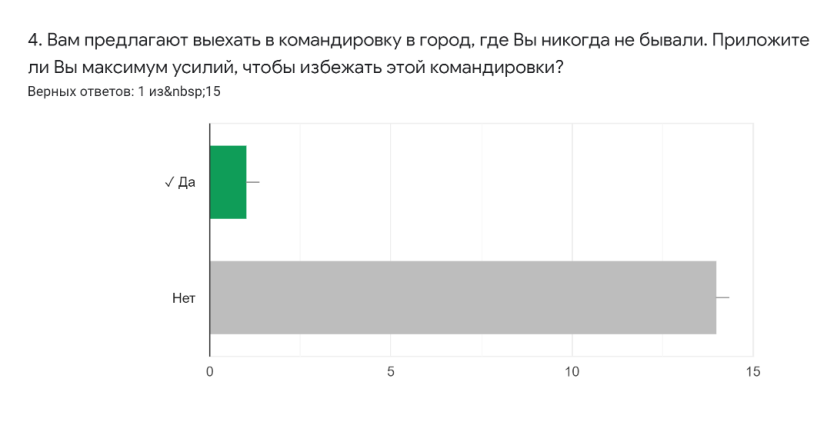 4. Вам предлагают выехать в командировку в город, где Вы никогда не бывали. Приложите
ли Вы максимум усилий, чтобы избежать этой командировки?
Верных ответов: 1 из&nbsp;15
✓ Да
Нет
0 5 10 15